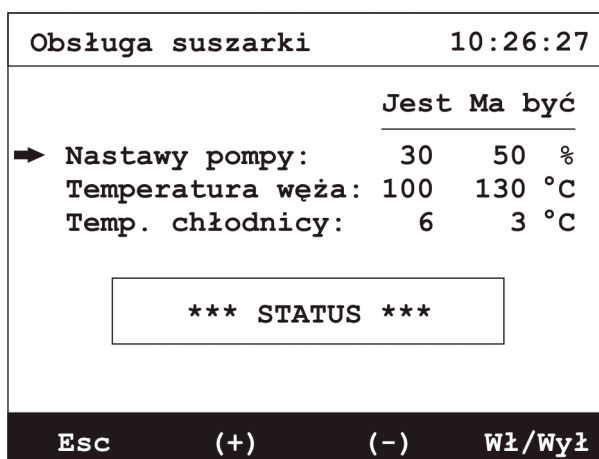 Obsługa suszarki 10:26:27
Jest Ma być
Nastawy pompy: 30 50 %
Temperatura węża: 100 130 °C
Temp. chłodnicy: 6 3 °C
*** STATUS ***
Esc (+) (-) Wł/Wył